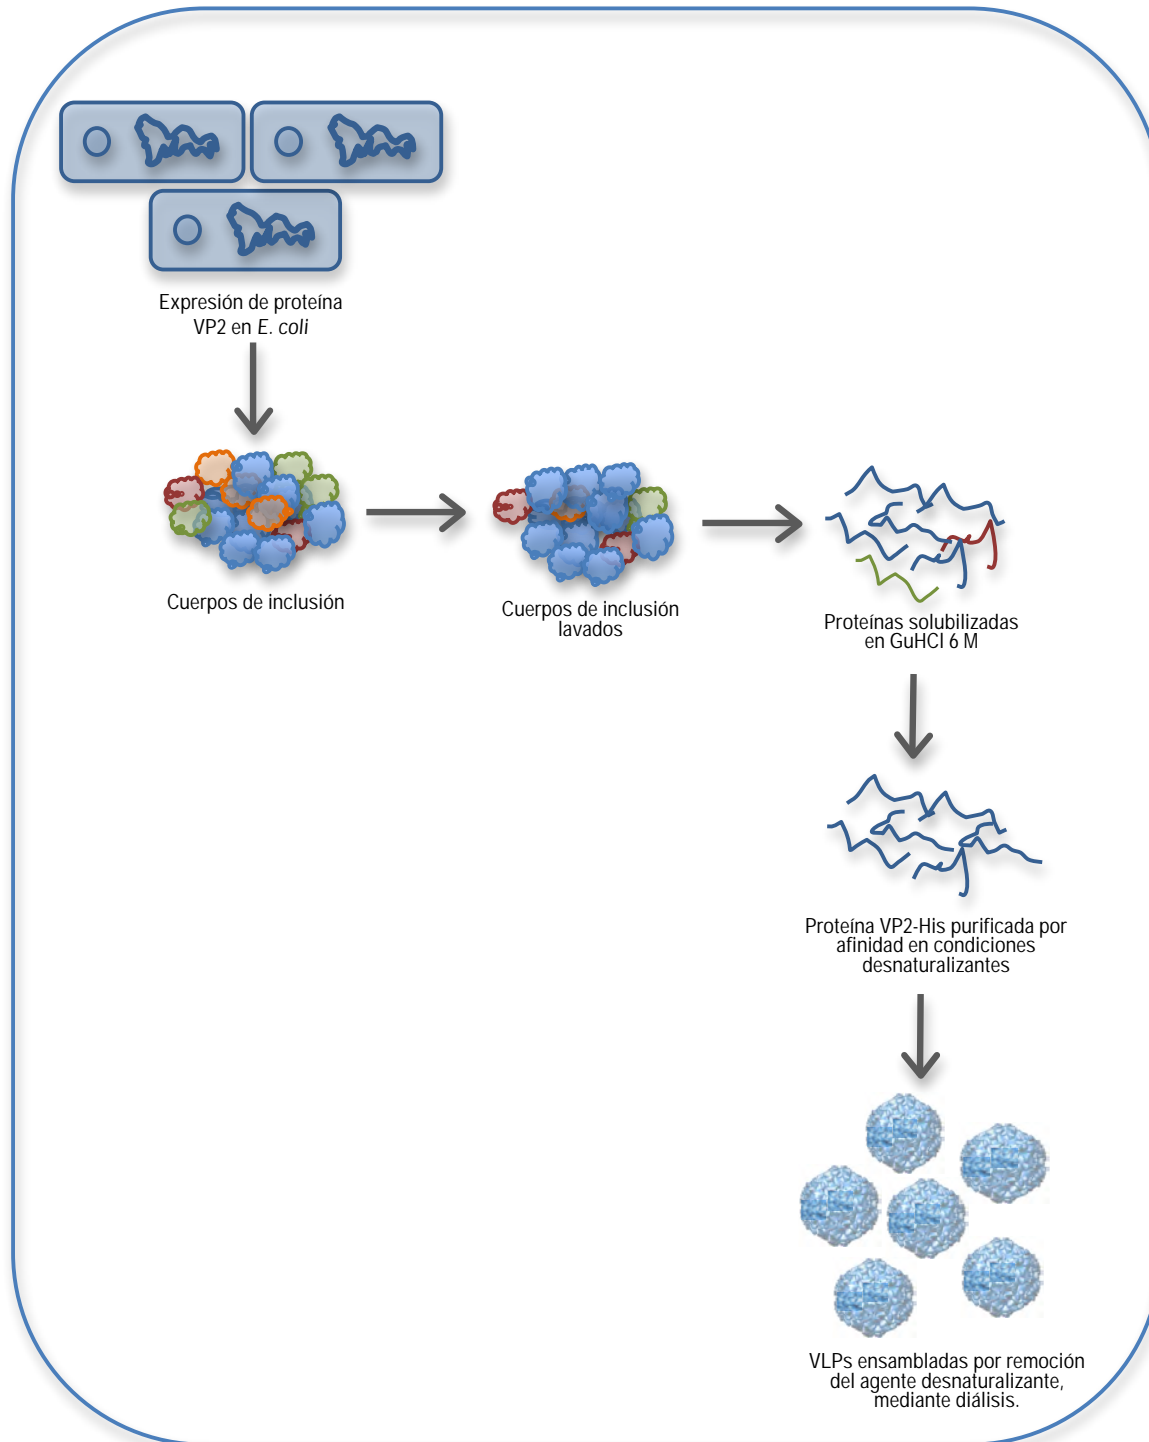 Expresión de proteína
VP2 en E. coli
Cuerpos de inclusión
Cuerpos de inclusión
lavados
Proteínas solubilizadas
en GuHCl 6 M
Proteína VP2-His purificada por
afinidad en condiciones
desnaturalizantes
VLPs ensambladas por remoción
del agente desnaturalizante,
mediante diálisis.